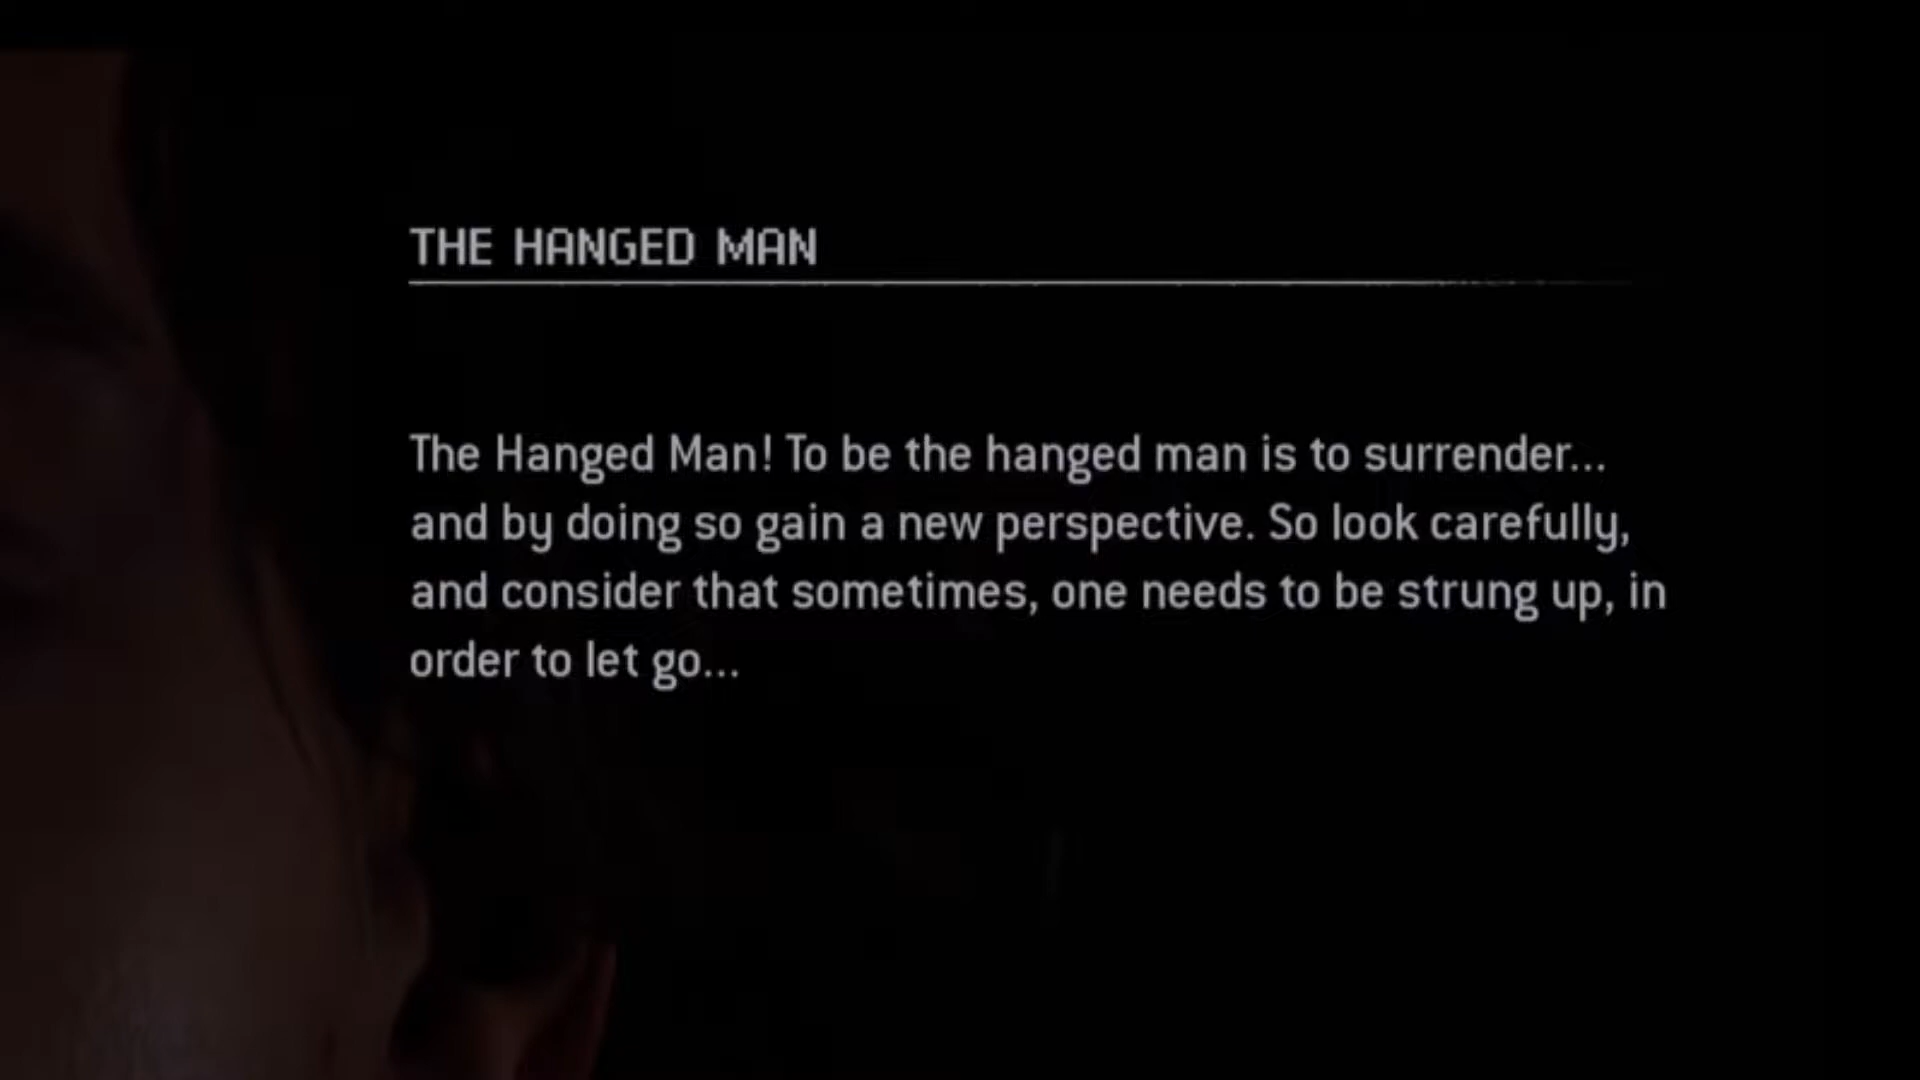 THE HANGED MAN
The Hanged Man! To be the hanged man is to surrender...
and by doing so gain a new perspective. So look carefully,
and consider that sometimes, one needs to be strung up, in
order to let go...